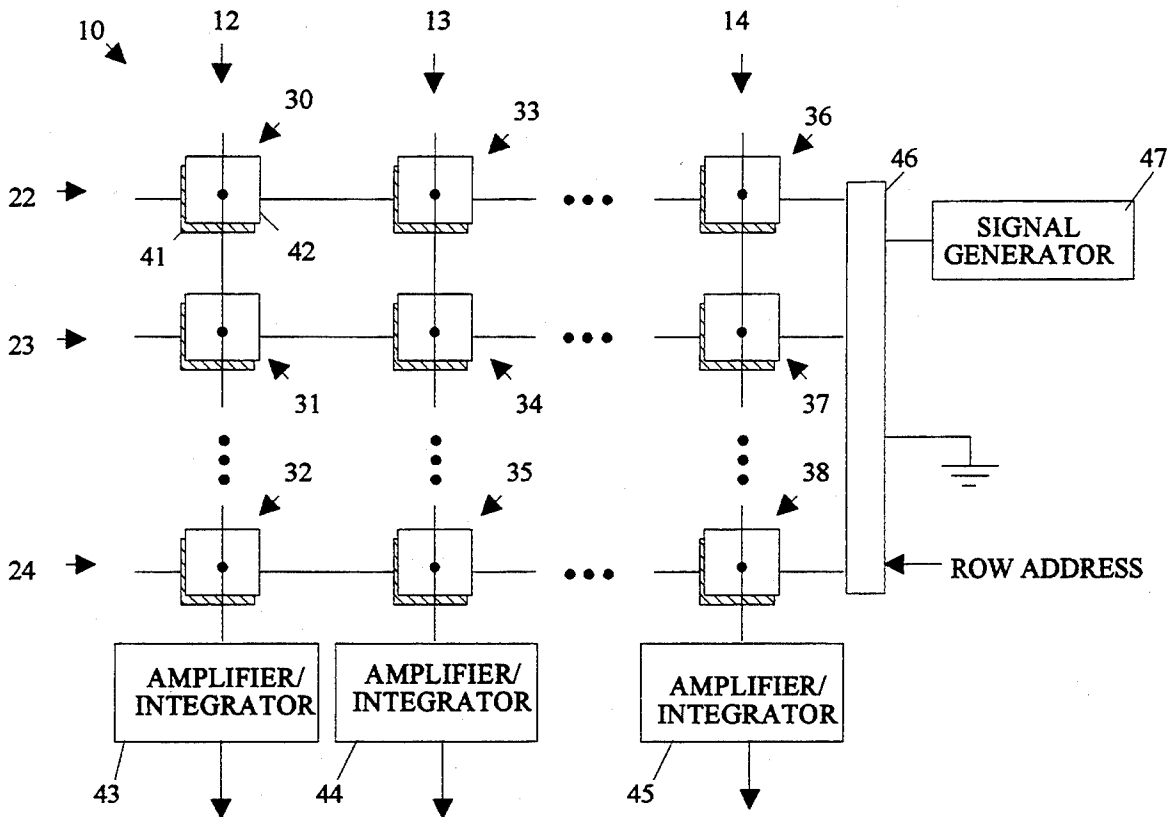 10
12
13
14
30
33
36
46
47
22
41
42
SIGNAL
GENERATOR
23
31
34
37
32
35
38
24
ROW ADDRESS
AMPLIFIER/
INTEGRATOR
AMPLIFIER/
INTEGRATOR
AMPLIFIER/
INTEGRATOR
43
44
45